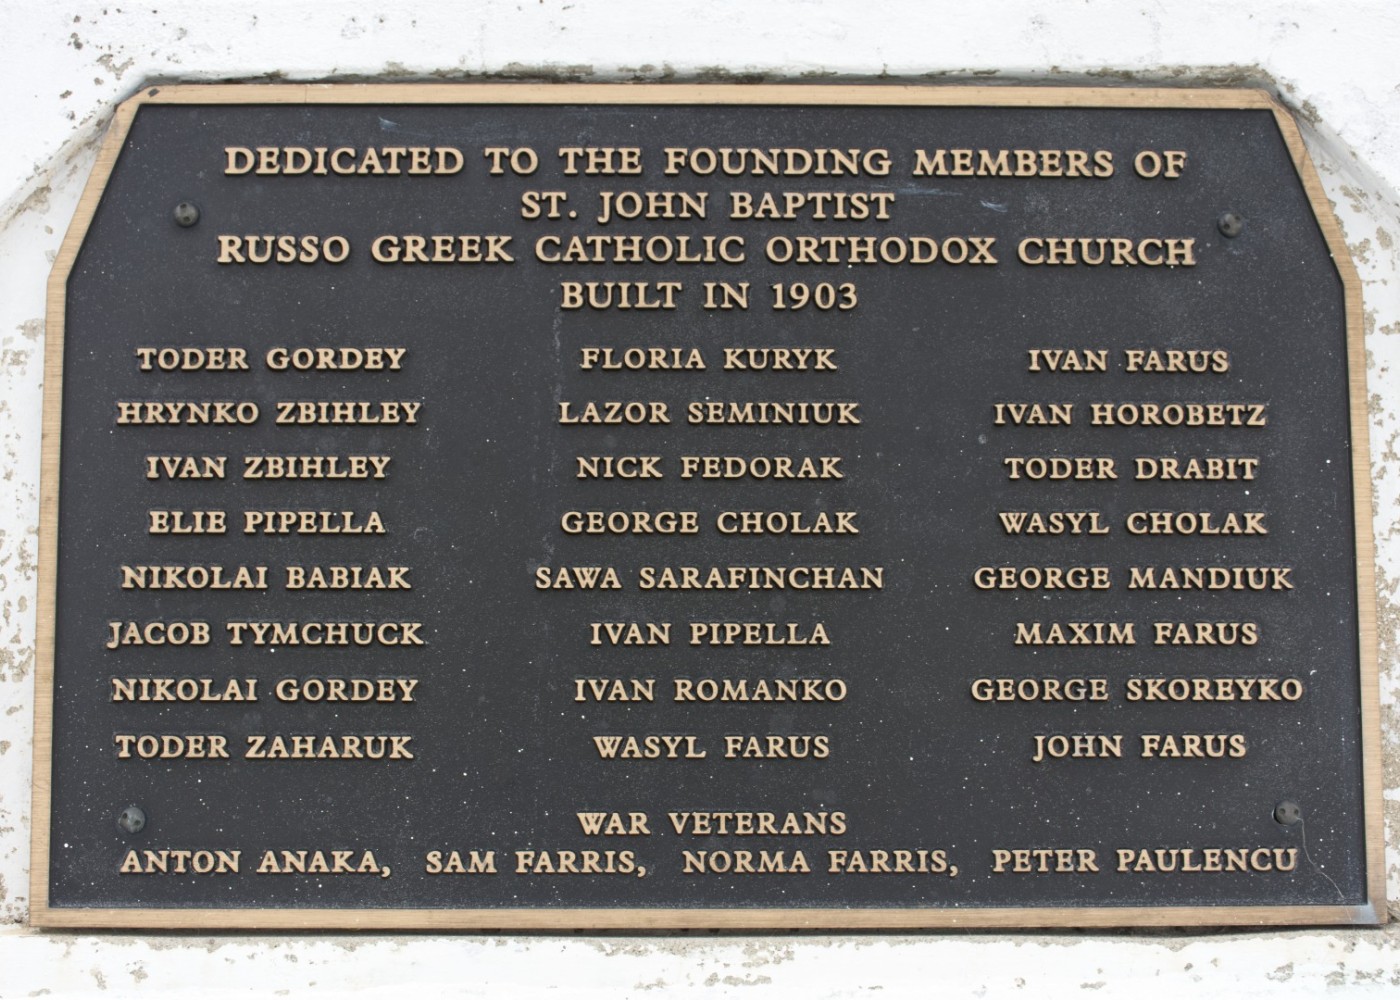 DEDICATED TO THE FOUNDING MEMBERS OF
ST. JOHN BAPTIST
RUSSO GREEK CATHOLIC ORTHODOX CHURCH
BUILT IN 1903
TODER GORDEY FLORIA KURYK IVAN FARUS
HRYNKO ZBIHLEY LAZOR SEMINIUK IVAN HOROBETZ
IVAN ZBIHLEY NICK FEDORAK TODER DRABIT
ELIE PIPELLA GEORGE CHOLAK WASYL CHOLAK
NIKOLAI BABIAK SAWA SARAFINCHAN GEORGE MANDIUK
JACOB TYMCHUCK IVAN PIPELLA MAXIM FARUS
NIKOLAI GORDEY IVAN ROMANKO GEORGE SKOREYKO
TODER ZAHARUK WASYL FARUS JOHN FARUS
WAR VETERANS
ANTON ANAKA, SAM FARRIS, NORMA FARRIS, PETER PAULENCU